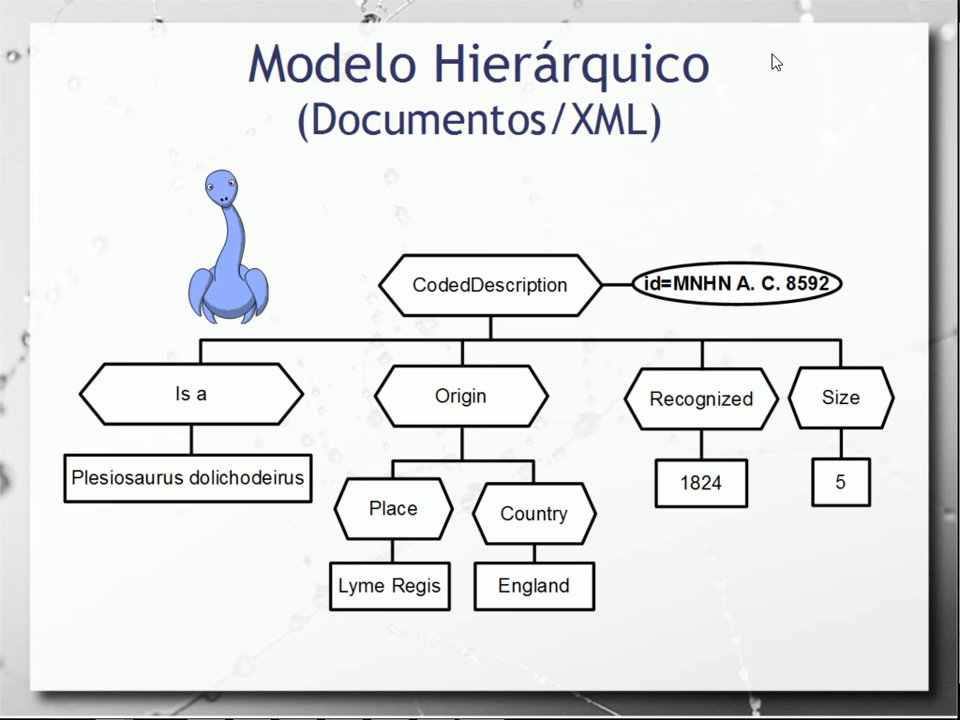 Modelo Hierárquico
(Documentos/XML)
CodedDescription
id=MNHN A. C. 8592
Is a
Origin
Recognized
Size
Plesiosaurus dolichodeirus
1824
5
Place
Country
Lyme Regis
England